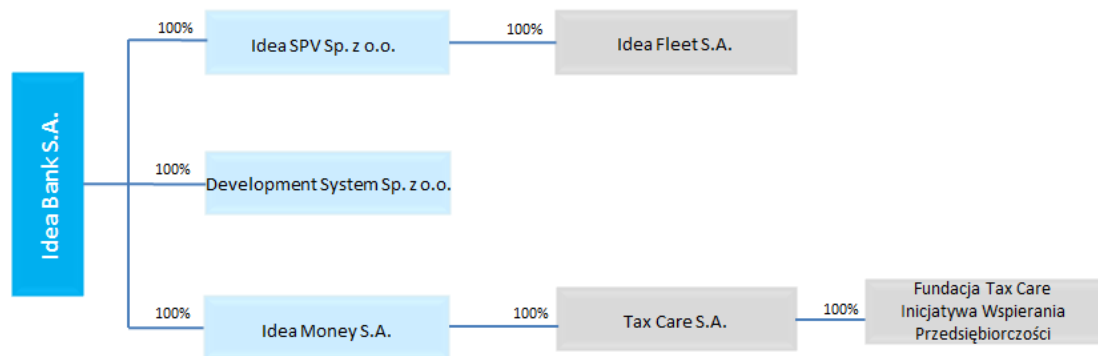 Idea Bank S.A.
100%
Idea SPV Sp. z o.o.
100%
Idea Fleet S.A.
100%
Development System Sp. z o.o.
100%
Idea Money S.A.
100%
Tax Care S.A.
100%
Fundacja Tax Care
Inicjatywa Wspierania
Przedsiębiorczości